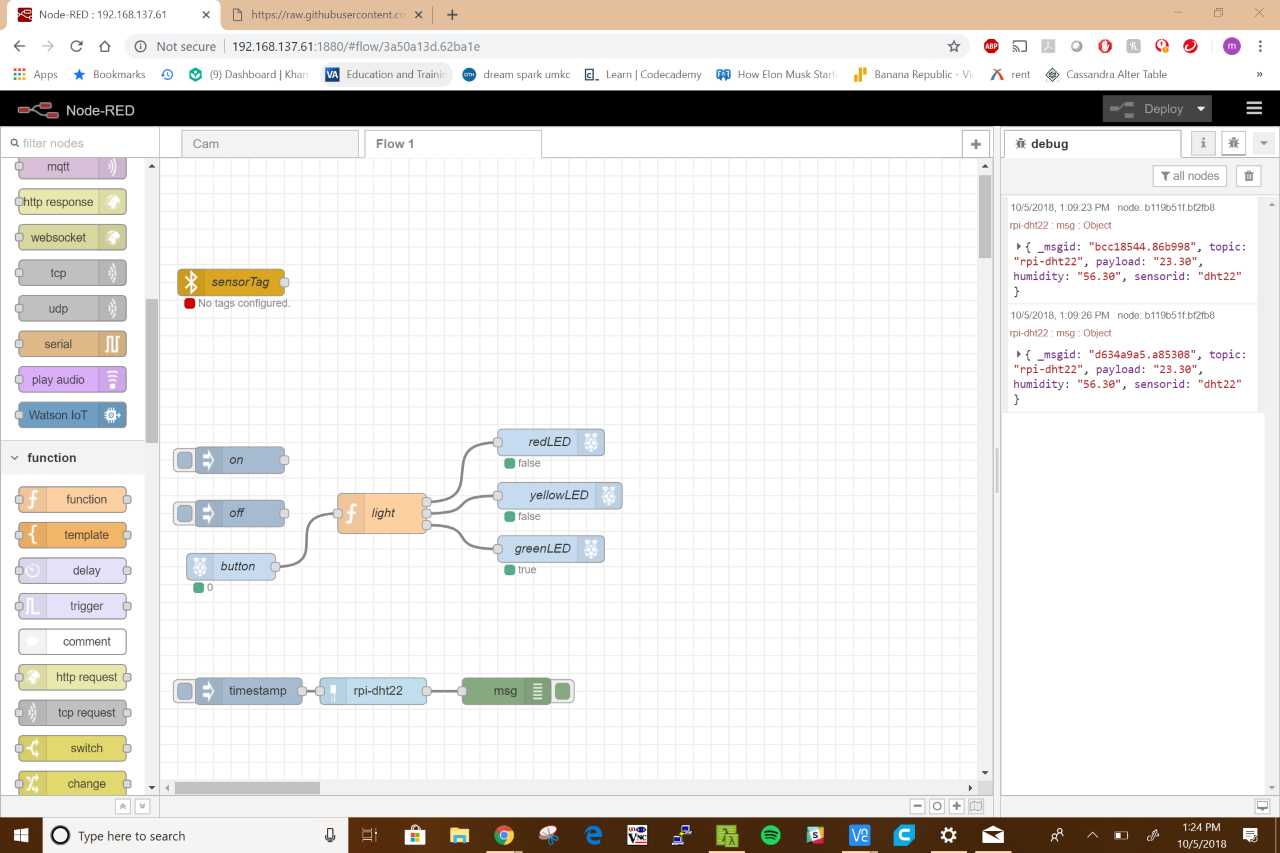 Node-RED : 192.168.137.61
https://raw.githubusercontent.co
Not secure
192.168.137.61:1880/#flow/3a50a13d.62ba1e
ABP
m
Apps
Bookmarks
(9) Dashboard | Khan
VA Education and Trainin
dream spark umkc
Learn | Codecademy
How Elon Musk Start
Banana Republic - Vi
rent
Cassandra Alter Table
»
Node-RED
Deploy
filter nodes
Cam
Flow 1
debug
i
all nodes
mqtt
http response
websocket
tcp
udp
serial
play audio
Watson IoT
function
function
template
delay
trigger
comment
http request
tcp request
switch
change
sensorTag
No tags configured.
on
off
button
0
light
redLED
false
yellowLED
false
greenLED
true
timestamp
rpi-dht22
msg
10/5/2018, 1:09:23 PM node: b119b51f.bf2fb8
rpi-dht22 : msg : Object
{ _msgid: "bcc18544.86b998", topic:
"rpi-dht22", payload: "23.30",
humidity: "56.30", sensorid: "dht22"
}
10/5/2018, 1:09:26 PM node: b119b51f.bf2fb8
rpi-dht22 : msg : Object
{ _msgid: "d634a9a5.a85308", topic:
"rpi-dht22", payload: "23.30",
humidity: "56.30", sensorid: "dht22"
}
Type here to search
1:24 PM
10/5/2018